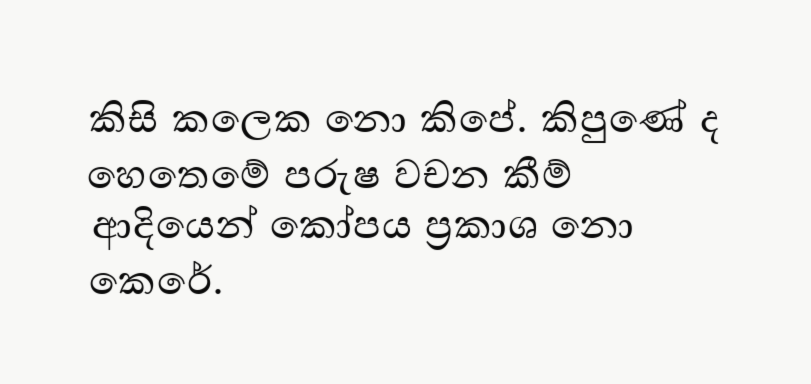 කිසි කලෙක නො කිපේ. කිපුණේ ද
හෙතෙමේ පරුෂ වචන කීම්
ආදියෙන් කෝපය ප්‍රකාශ නො
කෙරේ.